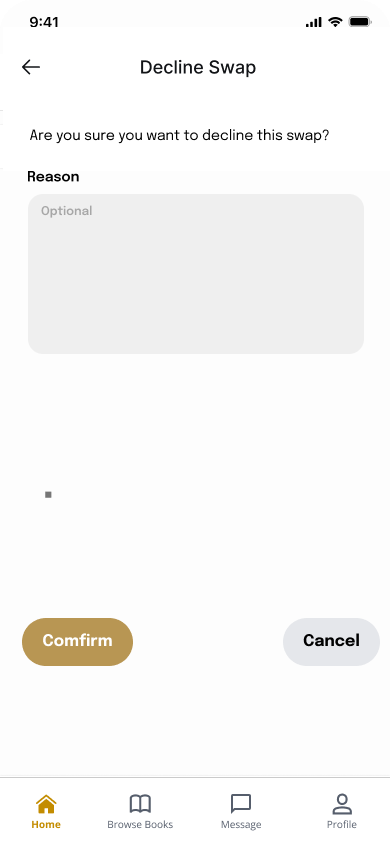 9:41
Decline Swap
Are you sure you want to decline this swap?
Reason
Optional
Comfirm
Cancel
Home
Browse Books
Message
Profile